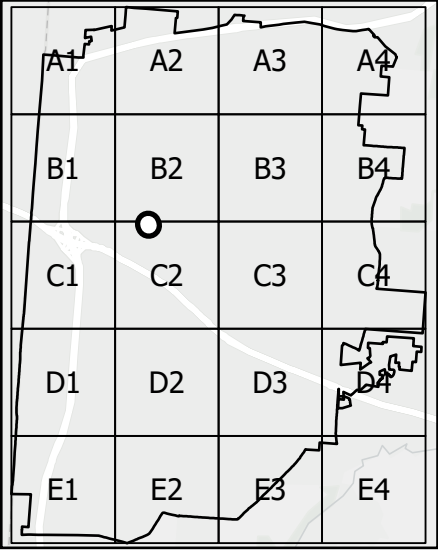 A1 A2 A3 A4
B1 B2 B3 B4
C1 C2 C3 C4
D1 D2 D3 D4
E1 E2 E3 E4